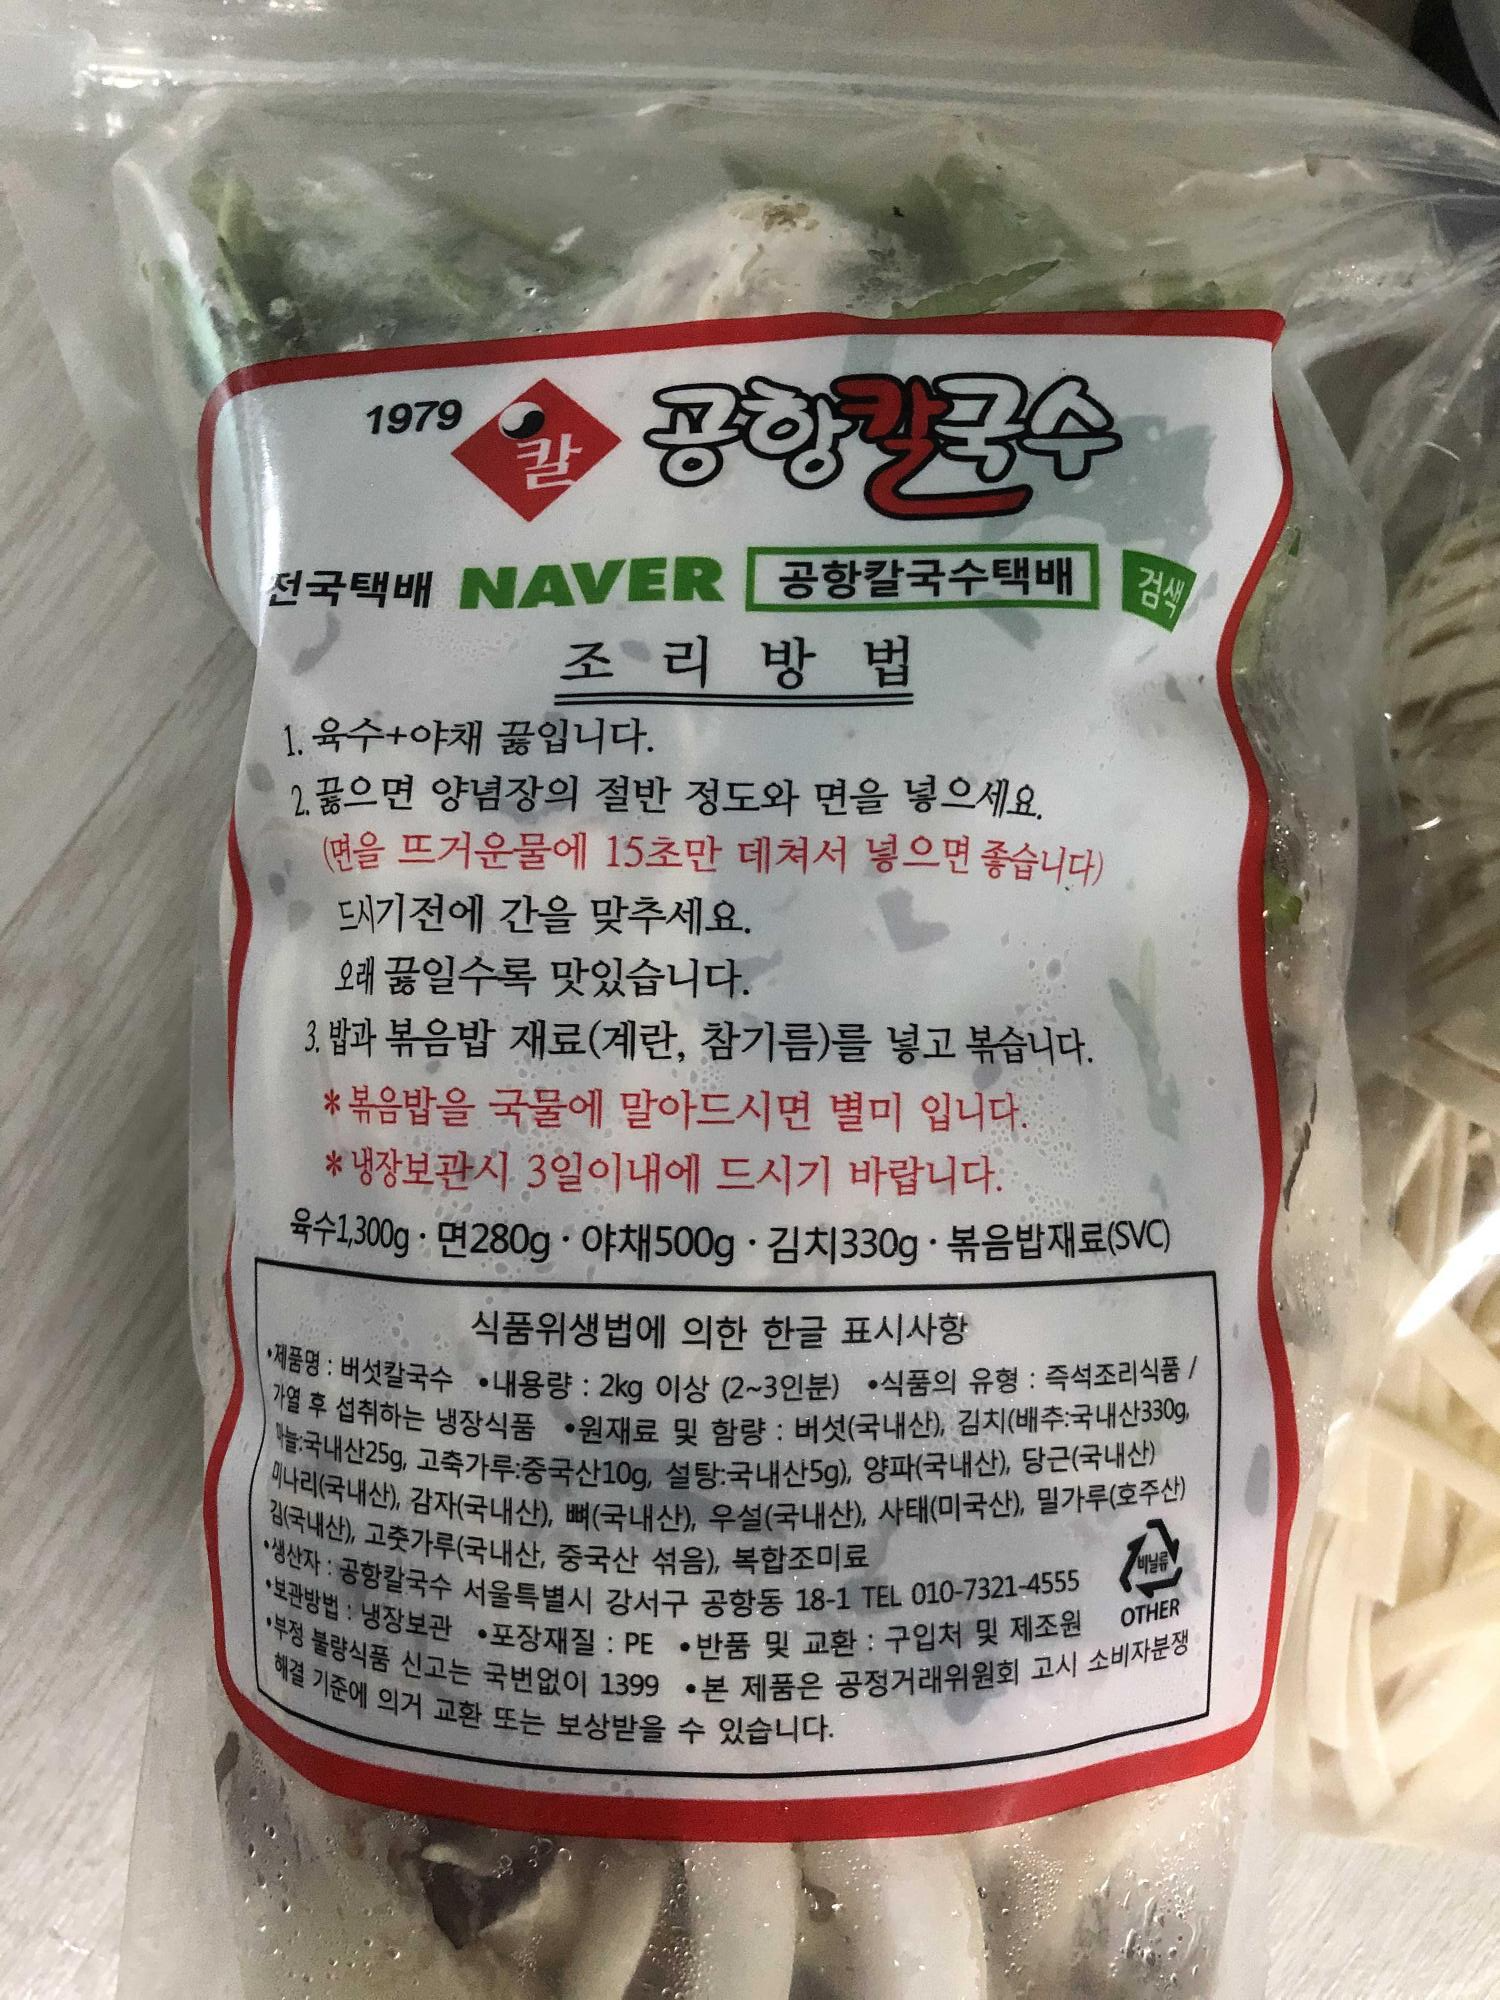 1979 칼 공항칼국수
전국택배 NAVER 공항칼국수택배 검색
조리방법
1. 육수+야채 끓입니다.
2. 끓으면 양념장의 절반 정도와 면을 넣으세요.
(면을 뜨거운물에 15초만 데쳐서 넣으면 좋습니다)
드시기전에 간을 맞추세요.
오래 끓일수록 맛있습니다.
3. 밥과 볶음밥 재료(계란, 참기름)를 넣고 볶습니다.
*볶음밥을 국물에 말아드시면 별미 입니다.
*냉장보관시 3일이내에 드시기 바랍니다.
육수1,300g · 면280g · 야채500g · 김치330g · 볶음밥재료(SVC)
식품위생법에 의한 한글 표시사항
•제품명 : 버섯칼국수 •내용량 : 2kg 이상 (2~3인분) •식품의 유형 : 즉석조리식품 /
가열 후 섭취하는 냉장식품 •원재료 및 함량 : 버섯(국내산), 김치(배추:국내산330g,
마늘:국내산25g, 고축가루:중국산10g, 설탕:국내산5g), 양파(국내산), 당근(국내산)
미나리(국내산), 감자(국내산), 뼈(국내산), 우설(국내산), 사태(미국산), 밀가루(호주산)
김(국내산), 고춧가루(국내산, 중국산 섞음), 복합조미료
•생산자 : 공항칼국수 서울특별시 강서구 공항동 18-1 TEL 010-7321-4555
•보관방법 : 냉장보관 •포장재질 : PE •반품 및 교환 : 구입처 및 제조원
•부정 불량식품 신고는 국번없이 1399 •본 제품은 공정거래위원회 고시 소비자분쟁
해결 기준에 의거 교환 또는 보상받을 수 있습니다.
비닐류
OTHER